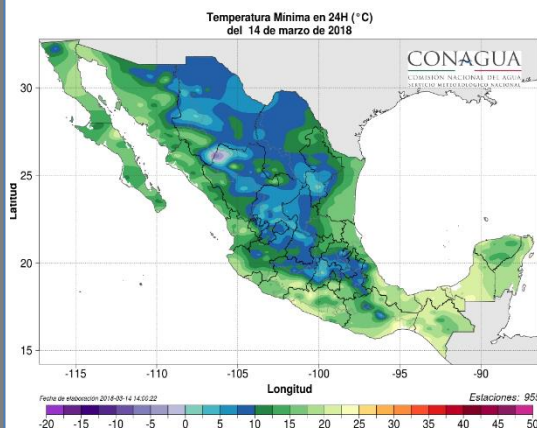 Temperatura Mínima en 24H (°C)
del 14 de marzo de 2018
CONAGUA
COMISIÓN NACIONAL DEL AGUA
SERVICIO METEOROLÓGICO NACIONAL
Latitud
30
25
20
15
-115 -110 -105 -100 -95 -90
Longitud
Fecha de elaboración 2018-03-14 14:00:22
Estaciones: 955
-20 -15 -10 -5 0 5 10 15 20 25 30 35 40 45 50